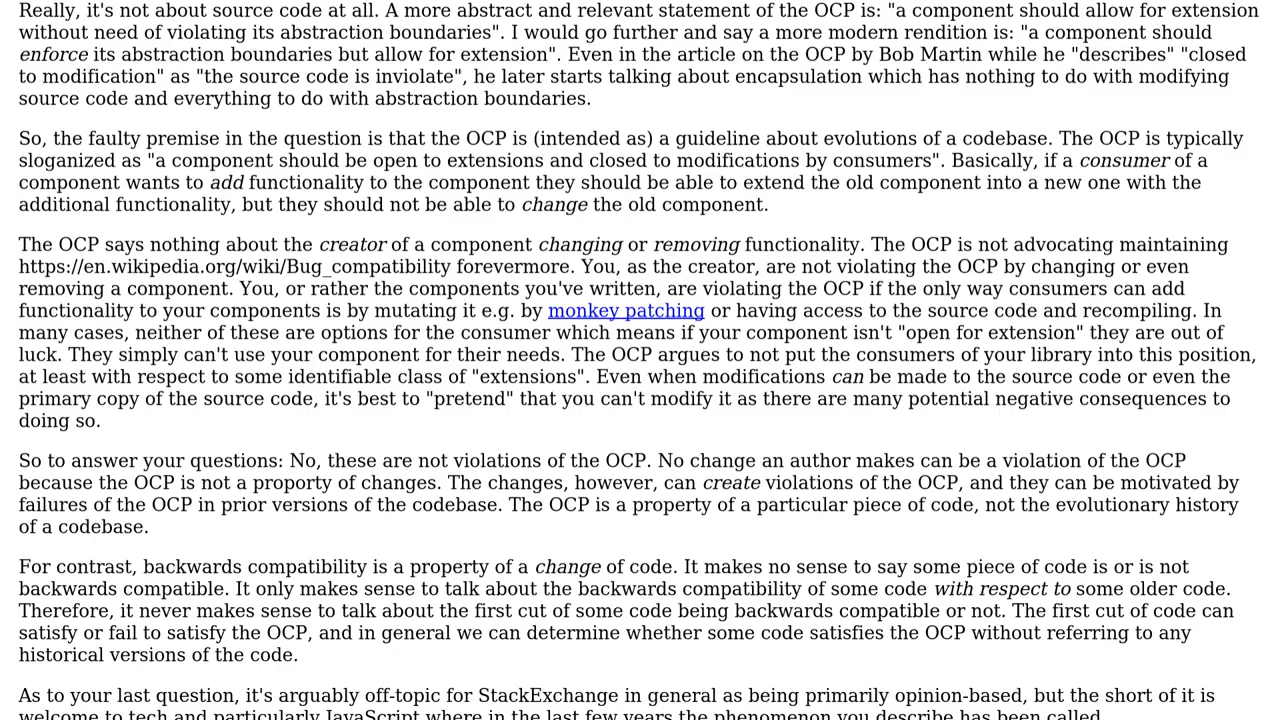 Really, it's not about source code at all. A more abstract and relevant statement of the OCP is: "a component should allow for extension
without need of violating its abstraction boundaries". I would go further and say a more modern rendition is: "a component should
enforce its abstraction boundaries but allow for extension". Even in the article on the OCP by Bob Martin while he "describes" "closed
to modification" as "the source code is inviolate", he later starts talking about encapsulation which has nothing to do with modifying
source code and everything to do with abstraction boundaries.
So, the faulty premise in the question is that the OCP is (intended as) a guideline about evolutions of a codebase. The OCP is typically
sloganized as "a component should be open to extensions and closed to modifications by consumers". Basically, if a consumer of a
component wants to add functionality to the component they should be able to extend the old component into a new one with the
additional functionality, but they should not be able to change the old component.
The OCP says nothing about the creator of a component changing or removing functionality. The OCP is not advocating maintaining
https://en.wikipedia.org/wiki/Bug_compatibility forevermore. You, as the creator, are not violating the OCP by changing or even
removing a component. You, or rather the components you've written, are violating the OCP if the only way consumers can add
functionality to your components is by mutating it e.g. by monkey patching or having access to the source code and recompiling. In
many cases, neither of these are options for the consumer which means if your component isn't "open for extension" they are out of
luck. They simply can't use your component for their needs. The OCP argues to not put the consumers of your library into this position,
at least with respect to some identifiable class of "extensions". Even when modifications can be made to the source code or even the
primary copy of the source code, it's best to "pretend" that you can't modify it as there are many potential negative consequences to
doing so.
So to answer your questions: No, these are not violations of the OCP. No change an author makes can be a violation of the OCP
because the OCP is not a property of changes. The changes, however, can create violations of the OCP, and they can be motivated by
failures of the OCP in prior versions of the codebase. The OCP is a property of a particular piece of code, not the evolutionary history
of a codebase.
For contrast, backwards compatibility is a property of a change of code. It makes no sense to say some piece of code is or is not
backwards compatible. It only makes sense to talk about the backwards compatibility of some code with respect to some older code.
Therefore, it never makes sense to talk about the first cut of some code being backwards compatible or not. The first cut of code can
satisfy or fail to satisfy the OCP, and in general we can determine whether some code satisfies the OCP without referring to any
historical versions of the code.
As to your last question, it's arguably off-topic for StackExchange in general as being primarily opinion-based, but the short of it is
welcome to tech and particularly JavaScript where in the last few years the phenomenon you describe has been called